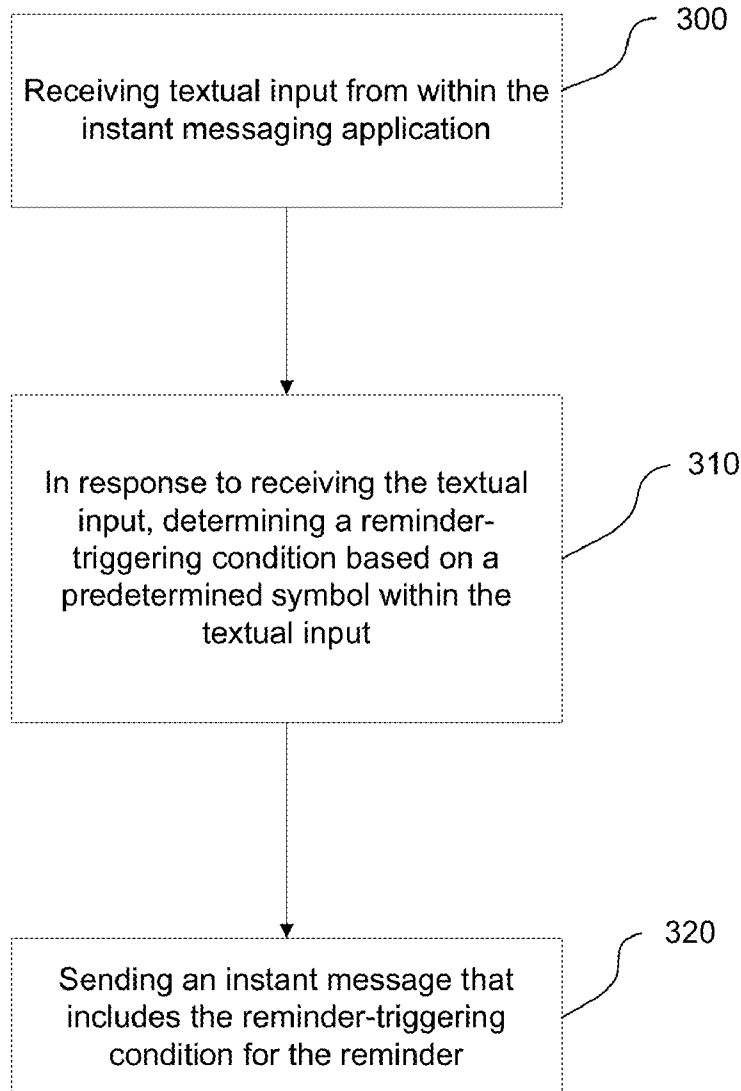 300
Receiving textual input from within the
instant messaging application
310
In response to receiving the textual
input, determining a reminder-
triggering condition based on a
predetermined symbol within the
textual input
320
Sending an instant message that
includes the reminder-triggering
condition for the reminder